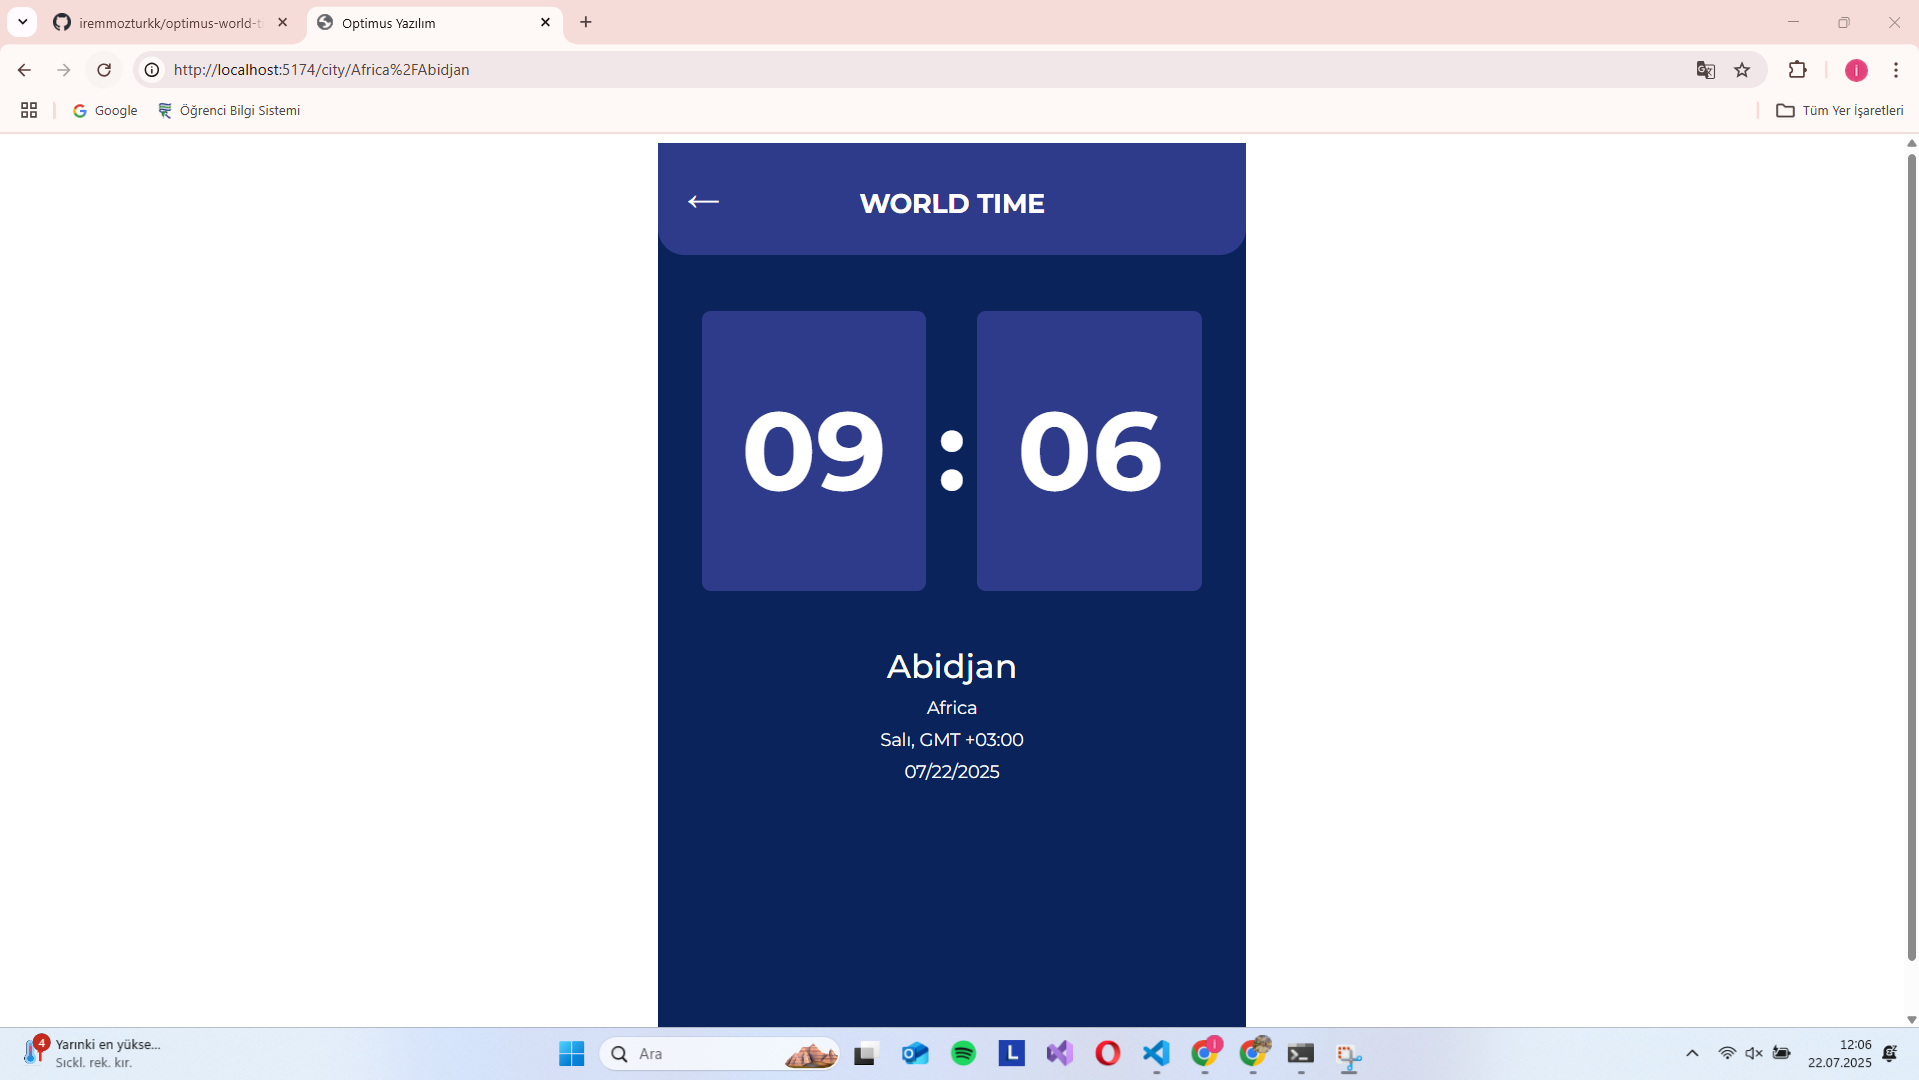 iremmozturkk/optimus-world-ti
Optimus Yazılım
http://localhost:5174/city/Africa%2FAbidjan
i
Google
Öğrenci Bilgi Sistemi
Tüm Yer İşaretleri
WORLD TIME
09 : 06
Abidjan
Africa
Salı, GMT +03:00
07/22/2025
4
Yarınki en yükse...
Sıckl. rek. kır.
Ara
L
i
12:06
22.07.2025